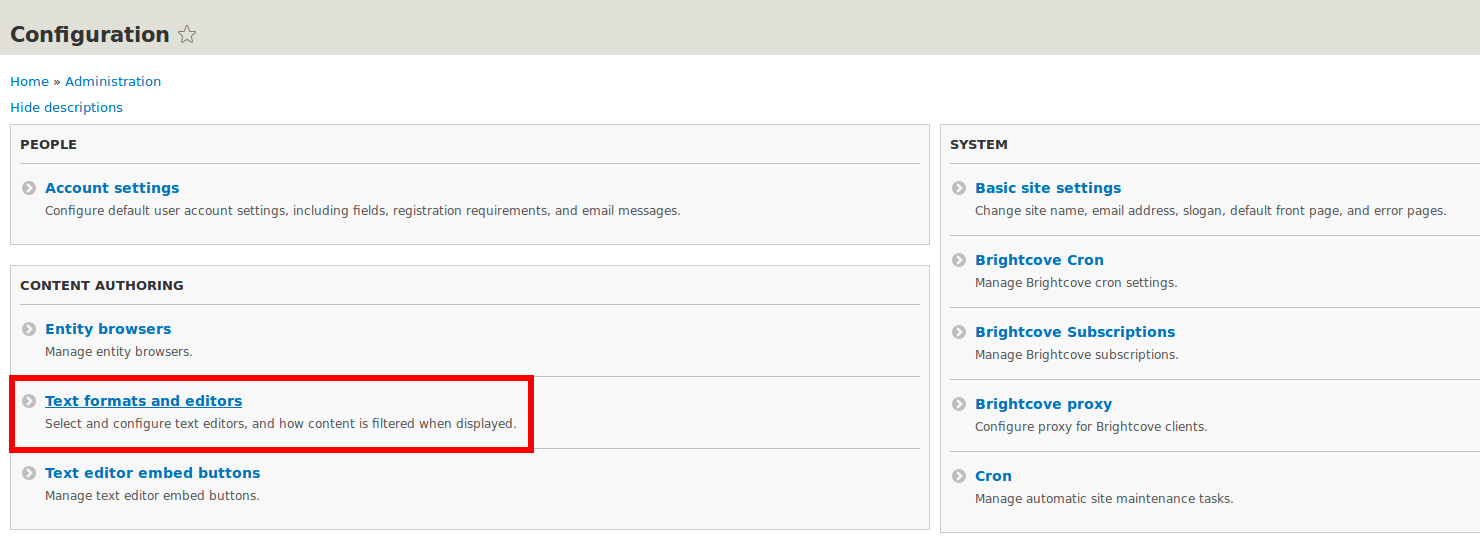 Configuration
Home » Administration
Hide descriptions
PEOPLE
Account settings
Configure default user account settings, including fields, registration requirements, and email messages.
CONTENT AUTHORING
Entity browsers
Manage entity browsers.
Text formats and editors
Select and configure text editors, and how content is filtered when displayed.
Text editor embed buttons
Manage text editor embed buttons.
SYSTEM
Basic site settings
Change site name, email address, slogan, default front page, and error pages.
Brightcove Cron
Manage Brightcove cron settings.
Brightcove Subscriptions
Manage Brightcove subscriptions.
Brightcove proxy
Configure proxy for Brightcove clients.
Cron
Manage automatic site maintenance tasks.